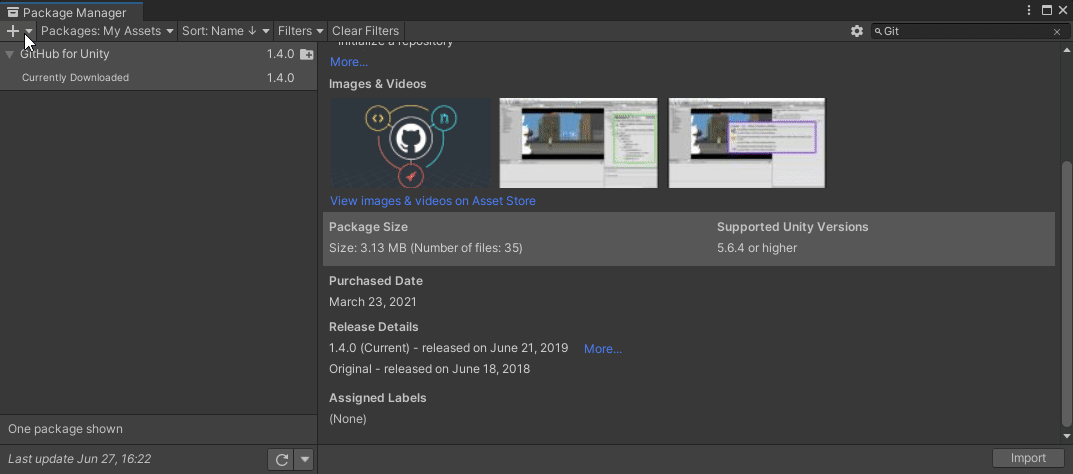 Package Manager
Packages: My Assets Sort: Name ↓ Filters Clear Filters Git
GitHub for Unity 1.4.0
Currently Downloaded 1.4.0
One package shown
Last update Jun 27, 16:22
Initialize a repository
More...
Images & Videos
View images & videos on Asset Store
Package Size Supported Unity Versions
Size: 3.13 MB (Number of files: 35) 5.6.4 or higher
Purchased Date
March 23, 2021
Release Details
1.4.0 (Current) - released on June 21, 2019 More...
Original - released on June 18, 2018
Assigned Labels
(None)
Import